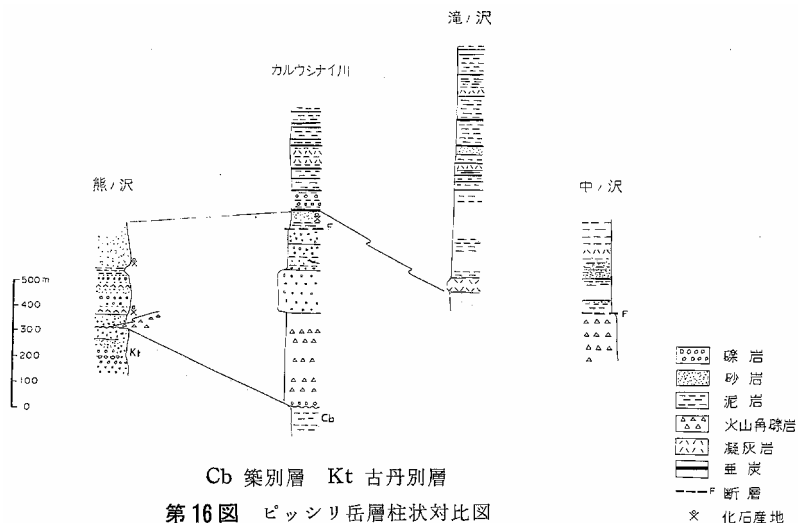 滝ノ沢
カルウシナイ川
熊ノ沢
中ノ沢
F
500m
400
300
200
100
0
Kt
Cb
F
礫岩
砂岩
泥岩
火山角礫岩
凝灰岩
亜炭
F 断層
化石産地
Cb 築別層 Kt 古丹別層
第16図 ピッシリ岳層柱状対比図